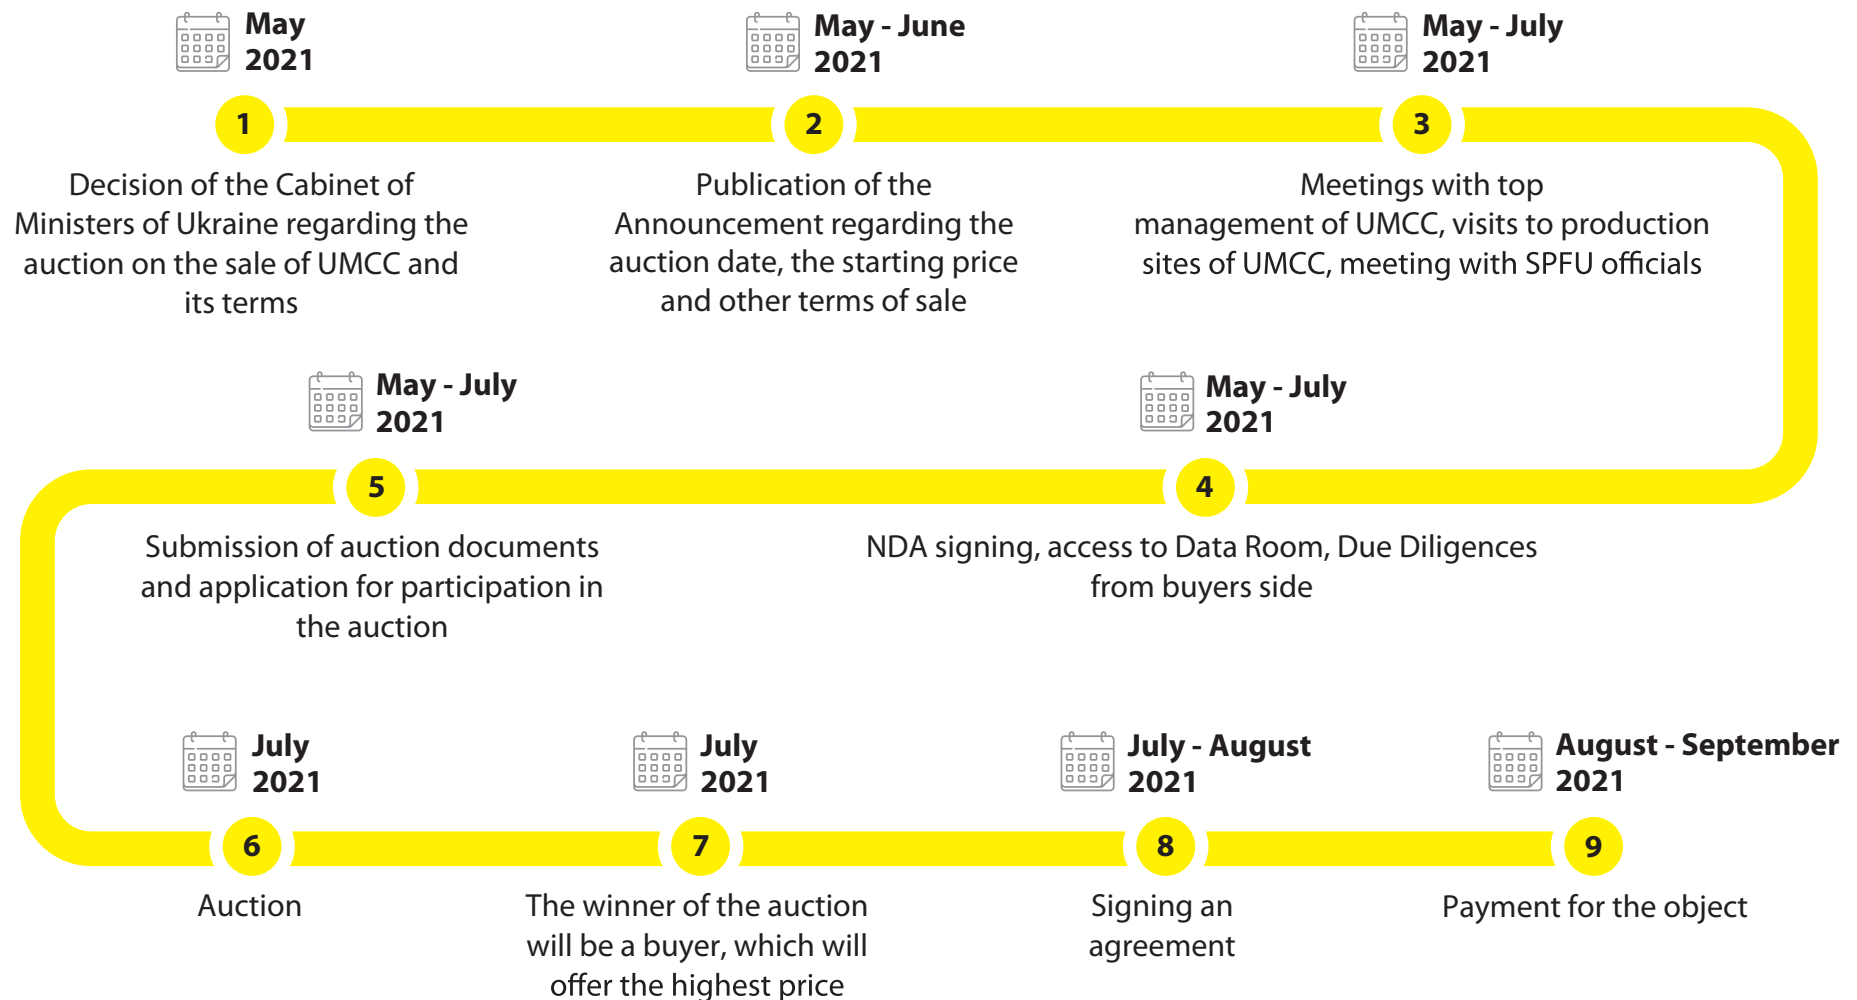 May
2021
1
Decision of the Cabinet of
Ministers of Ukraine regarding the
auction on the sale of UMCC and
its terms
May - June
2021
2
Publication of the
Announcement regarding the
auction date, the starting price
and other terms of sale
May - July
2021
3
Meetings with top
management of UMCC, visits to production
sites of UMCC, meeting with SPFU officials
May - July
2021
4
NDA signing, access to Data Room, Due Diligences
from buyers side
May - July
2021
5
Submission of auction documents
and application for participation in
the auction
July
2021
6
Auction
July
2021
7
The winner of the auction
will be a buyer, which will
offer the highest price
July - August
2021
8
Signing an
agreement
August - September
2021
9
Payment for the object